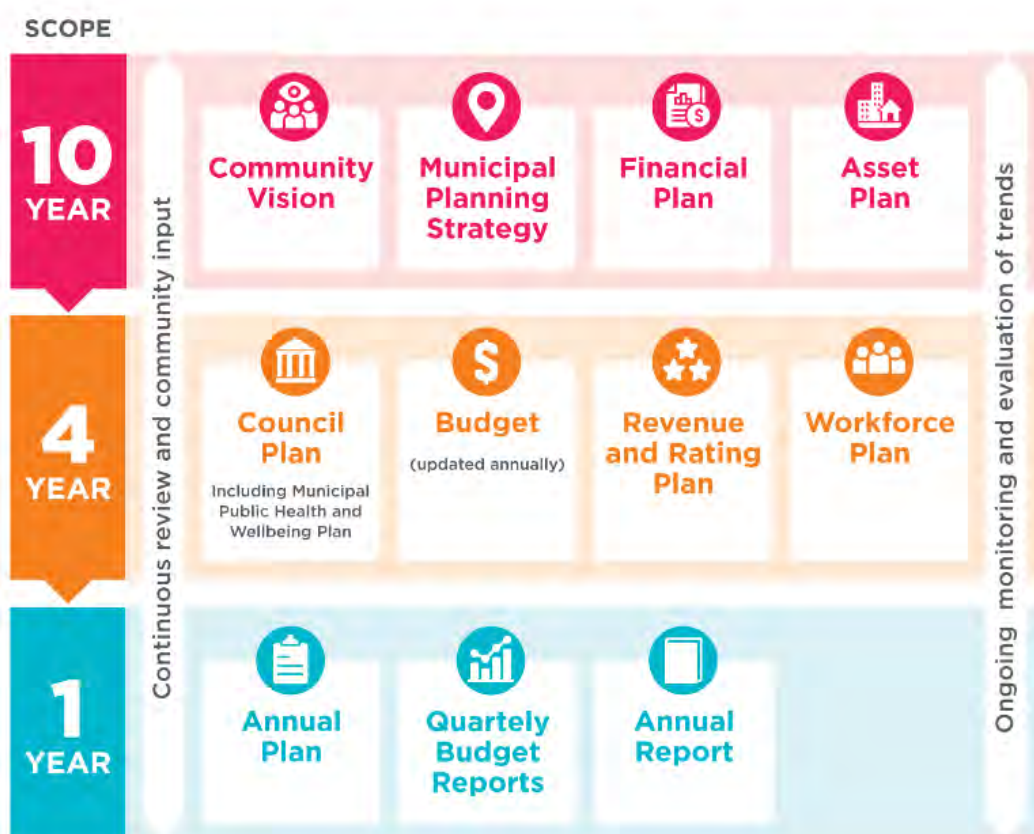 SCOPE
10
YEAR
Community
Vision
Municipal
Planning
Strategy
Financial
Plan
Asset
Plan
4
YEAR
Council
Plan
Including Municipal
Public Health and
Wellbeing Plan
Budget
(updated annually)
Revenue
and Rating
Plan
Workforce
Plan
1
YEAR
Annual
Plan
Quartely
Budget
Reports
Annual
Report
Continuous review and community input
Ongoing monitoring and evaluation of trends